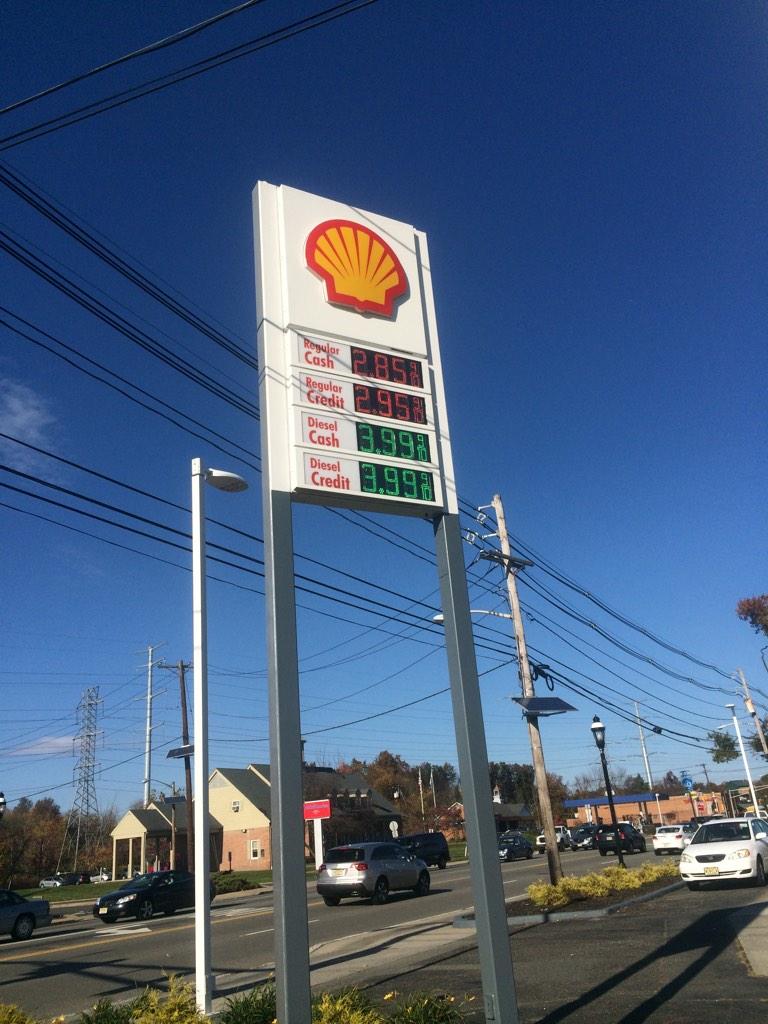 Regular
Cash 2.85 9/10
Regular
Credit 2.95 9/10
Diesel
Cash 3.99 9/10
Diesel
Credit 3.99 9/10